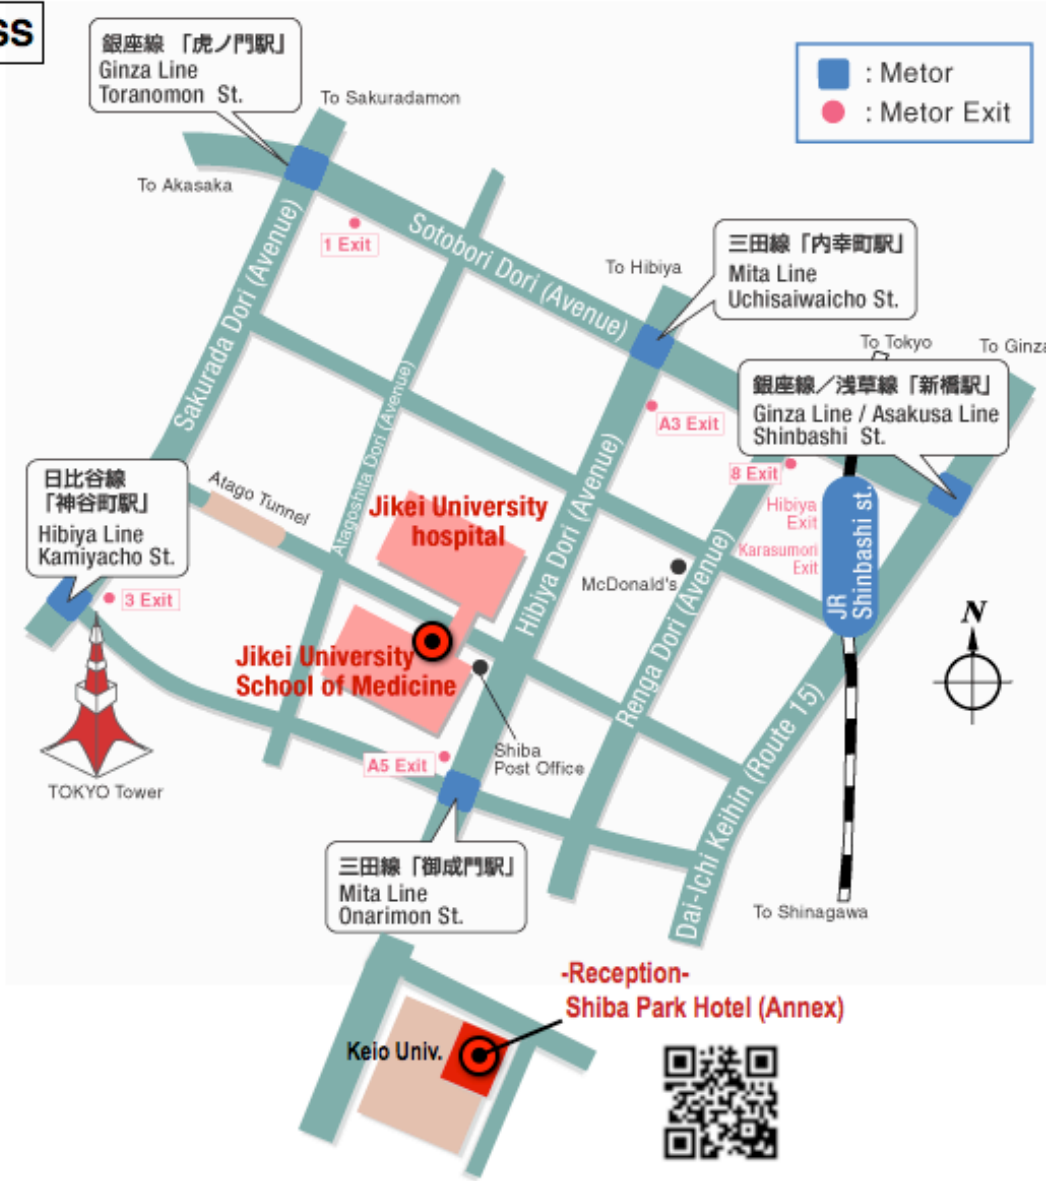 ss
銀座線 「虎ノ門駅」
Ginza Line
Toranomon St.
To Sakuradamon
: Metor
: Metor Exit
To Akasaka
1 Exit
Sotobori Dori (Avenue)
Sakurada Dori (Avenue)
To Hibiya
三田線「内幸町駅」
Mita Line
Uchisaiwaicho St.
To Tokyo
To Ginza
銀座線／浅草線「新橋駅」
Ginza Line / Asakusa Line
Shinbashi St.
A3 Exit
8 Exit
Hibiya
Exit
Karasumori
Exit
JR
Shinbashi st.
日比谷線
「神谷町駅」
Hibiya Line
Kamiyacho St.
Atago Tunnel
Atagoshita Dori (Avenue)
Jikei University
hospital
Hibiya Dori (Avenue)
McDonald's
Renga Dori (Avenue)
3 Exit
N
Jikei University
School of Medicine
Dai-Ichi Keihin (Route 15)
Shiba
Post Office
A5 Exit
TOKYO Tower
三田線「御成門駅」
Mita Line
Onarimon St.
To Shinagawa
-Reception-
Shiba Park Hotel (Annex)
Keio Univ.